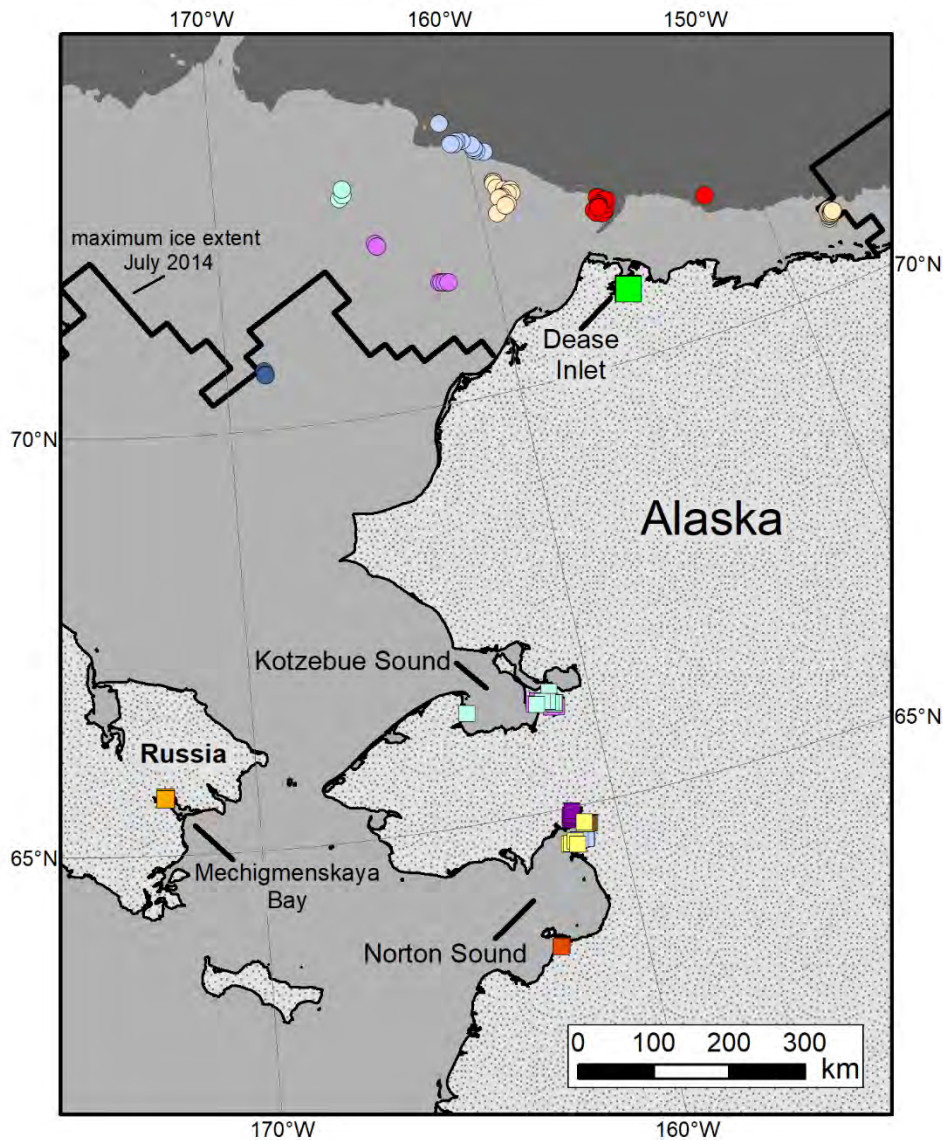 170°W 160°W 150°W
maximum ice extent
July 2014
70°N
Dease
Inlet
70°N
Alaska
Kotzebue Sound
65°N
Russia
65°N
Mechigmenskaya
Bay
Norton Sound
0 100 200 300
km
170°W 160°W